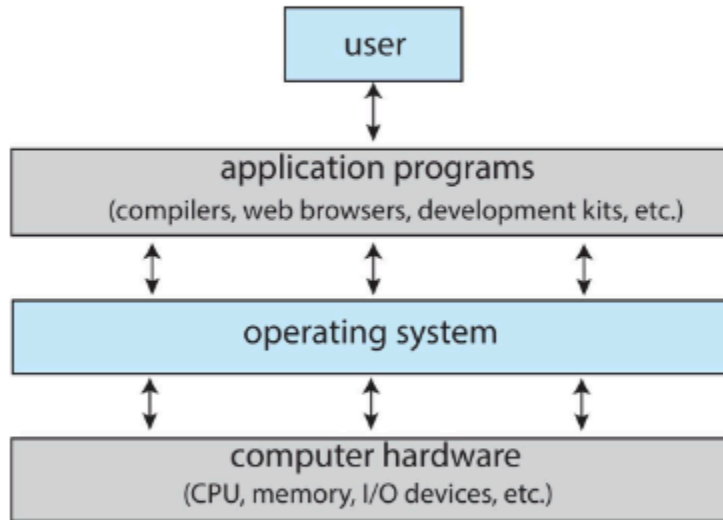 user
application programs
(compilers, web browsers, development kits, etc.)
operating system
computer hardware
(CPU, memory, I/O devices, etc.)